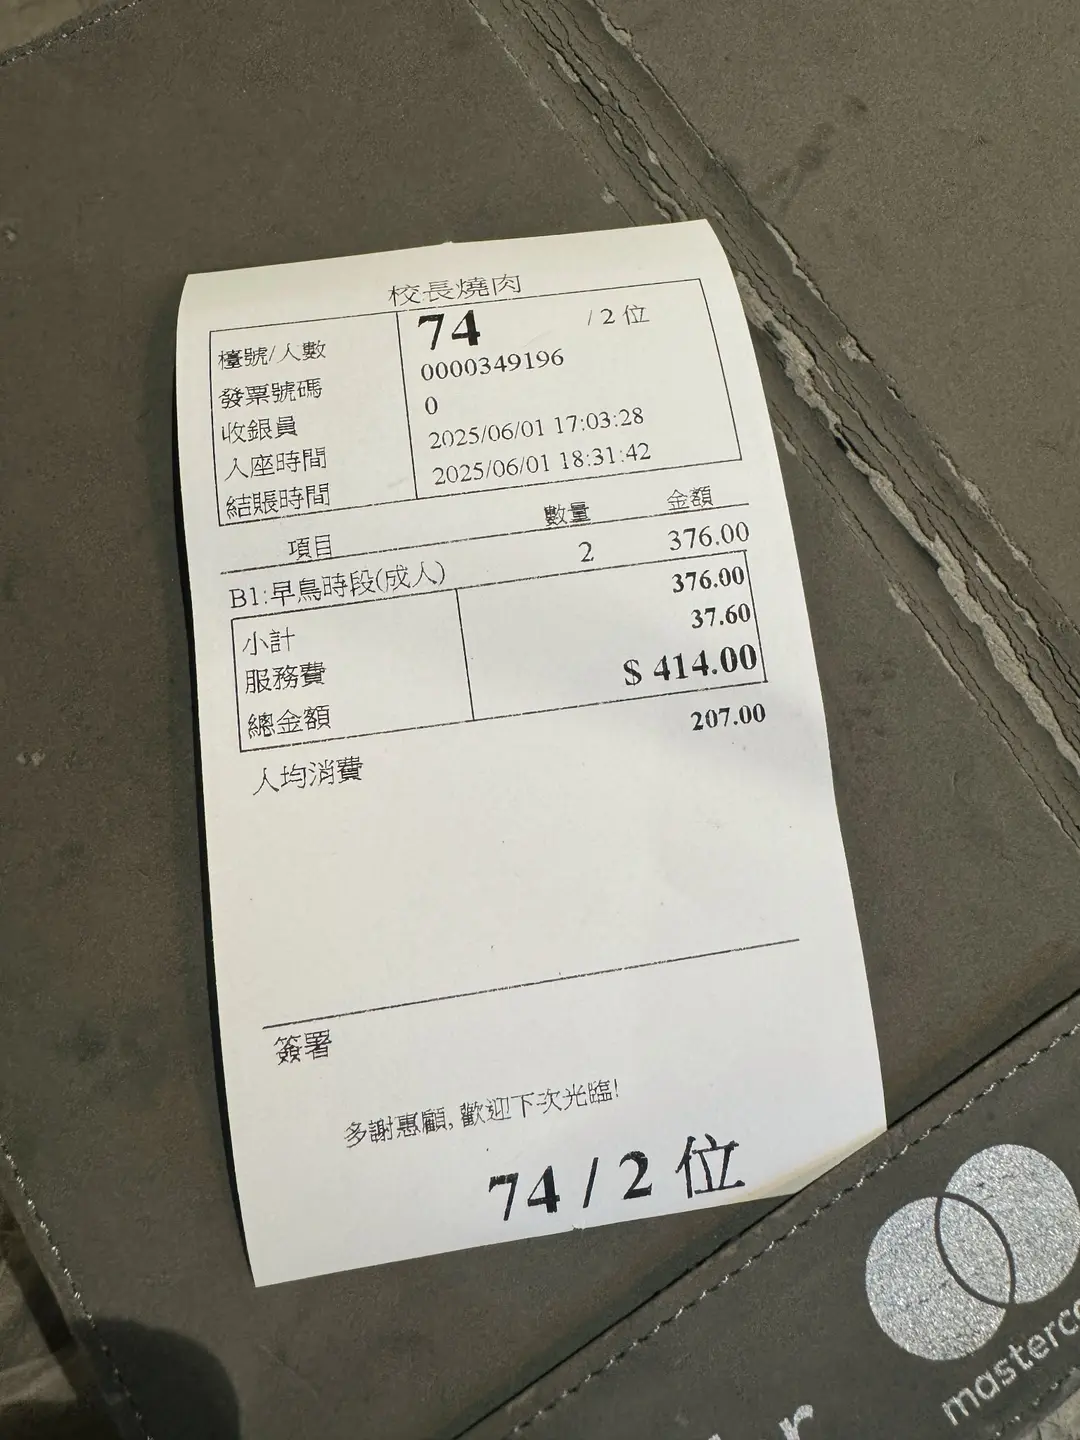 校長燒肉
檯號/人數 74 / 2 位
發票號碼 0000349196
收銀員 0
入座時間 2025/06/01 17:03:28
結賬時間 2025/06/01 18:31:42
項目 數量 金額
B1:早鳥時段(成人) 2 376.00
小計 376.00
服務費 37.60
總金額 $ 414.00
人均消費 207.00
簽署
多謝惠顧, 歡迎下次光臨!
74 / 2 位
masterca